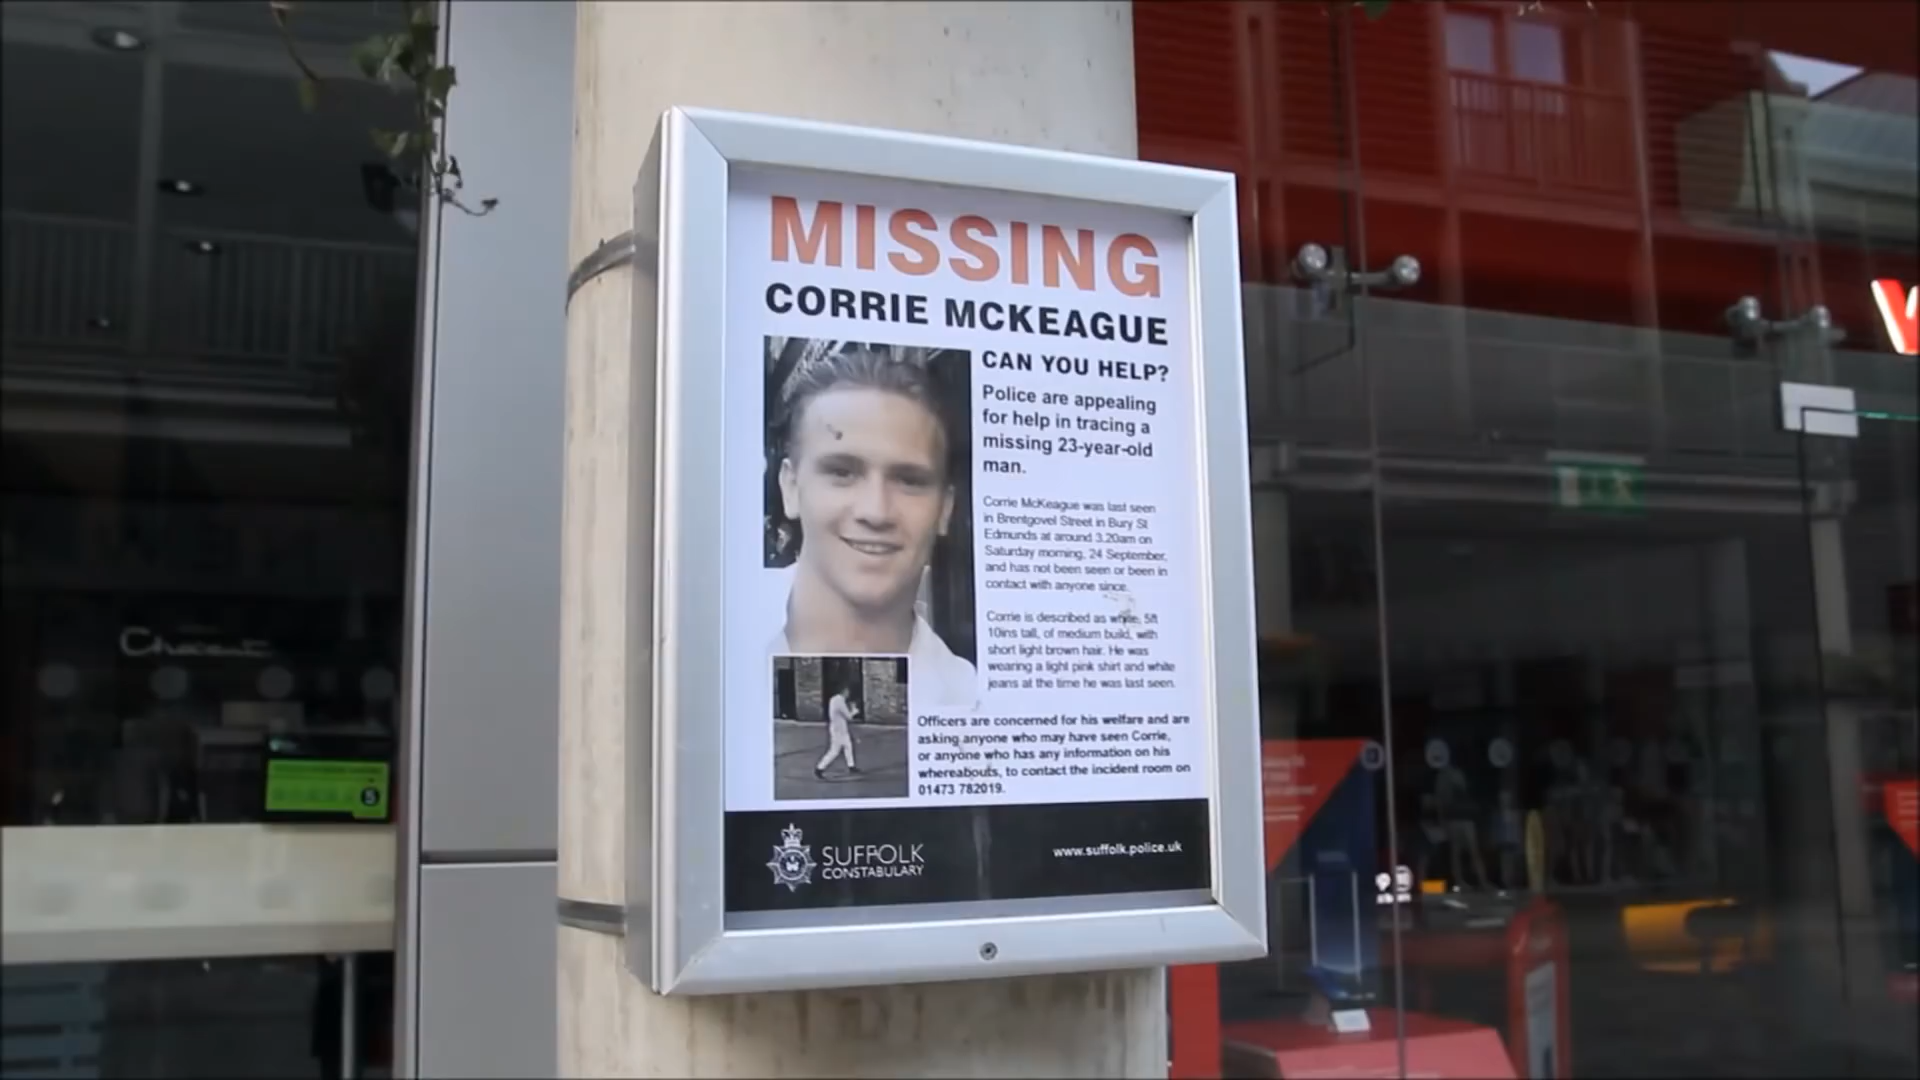 MISSING
CORRIE MCKEAGUE
CAN YOU HELP?
Police are appealing
for help in tracing a
missing 23-year-old
man.
Corrie McKeague was last seen
in Brentgovel Street in Bury St
Edmunds at around 3.20am on
Saturday morning, 24 September,
and has not been seen or been in
contact with anyone since.
Corrie is described as white, 5ft
10ins tall, of medium build, with
short light brown hair. He was
wearing a light pink shirt and white
jeans at the time he was last seen.
Officers are concerned for his welfare and are
asking anyone who may have seen Corrie,
or anyone who has any information on his
whereabouts, to contact the incident room on
01473 782019.
SUFFOLK
CONSTABULARY
www.suffolk.police.uk
5